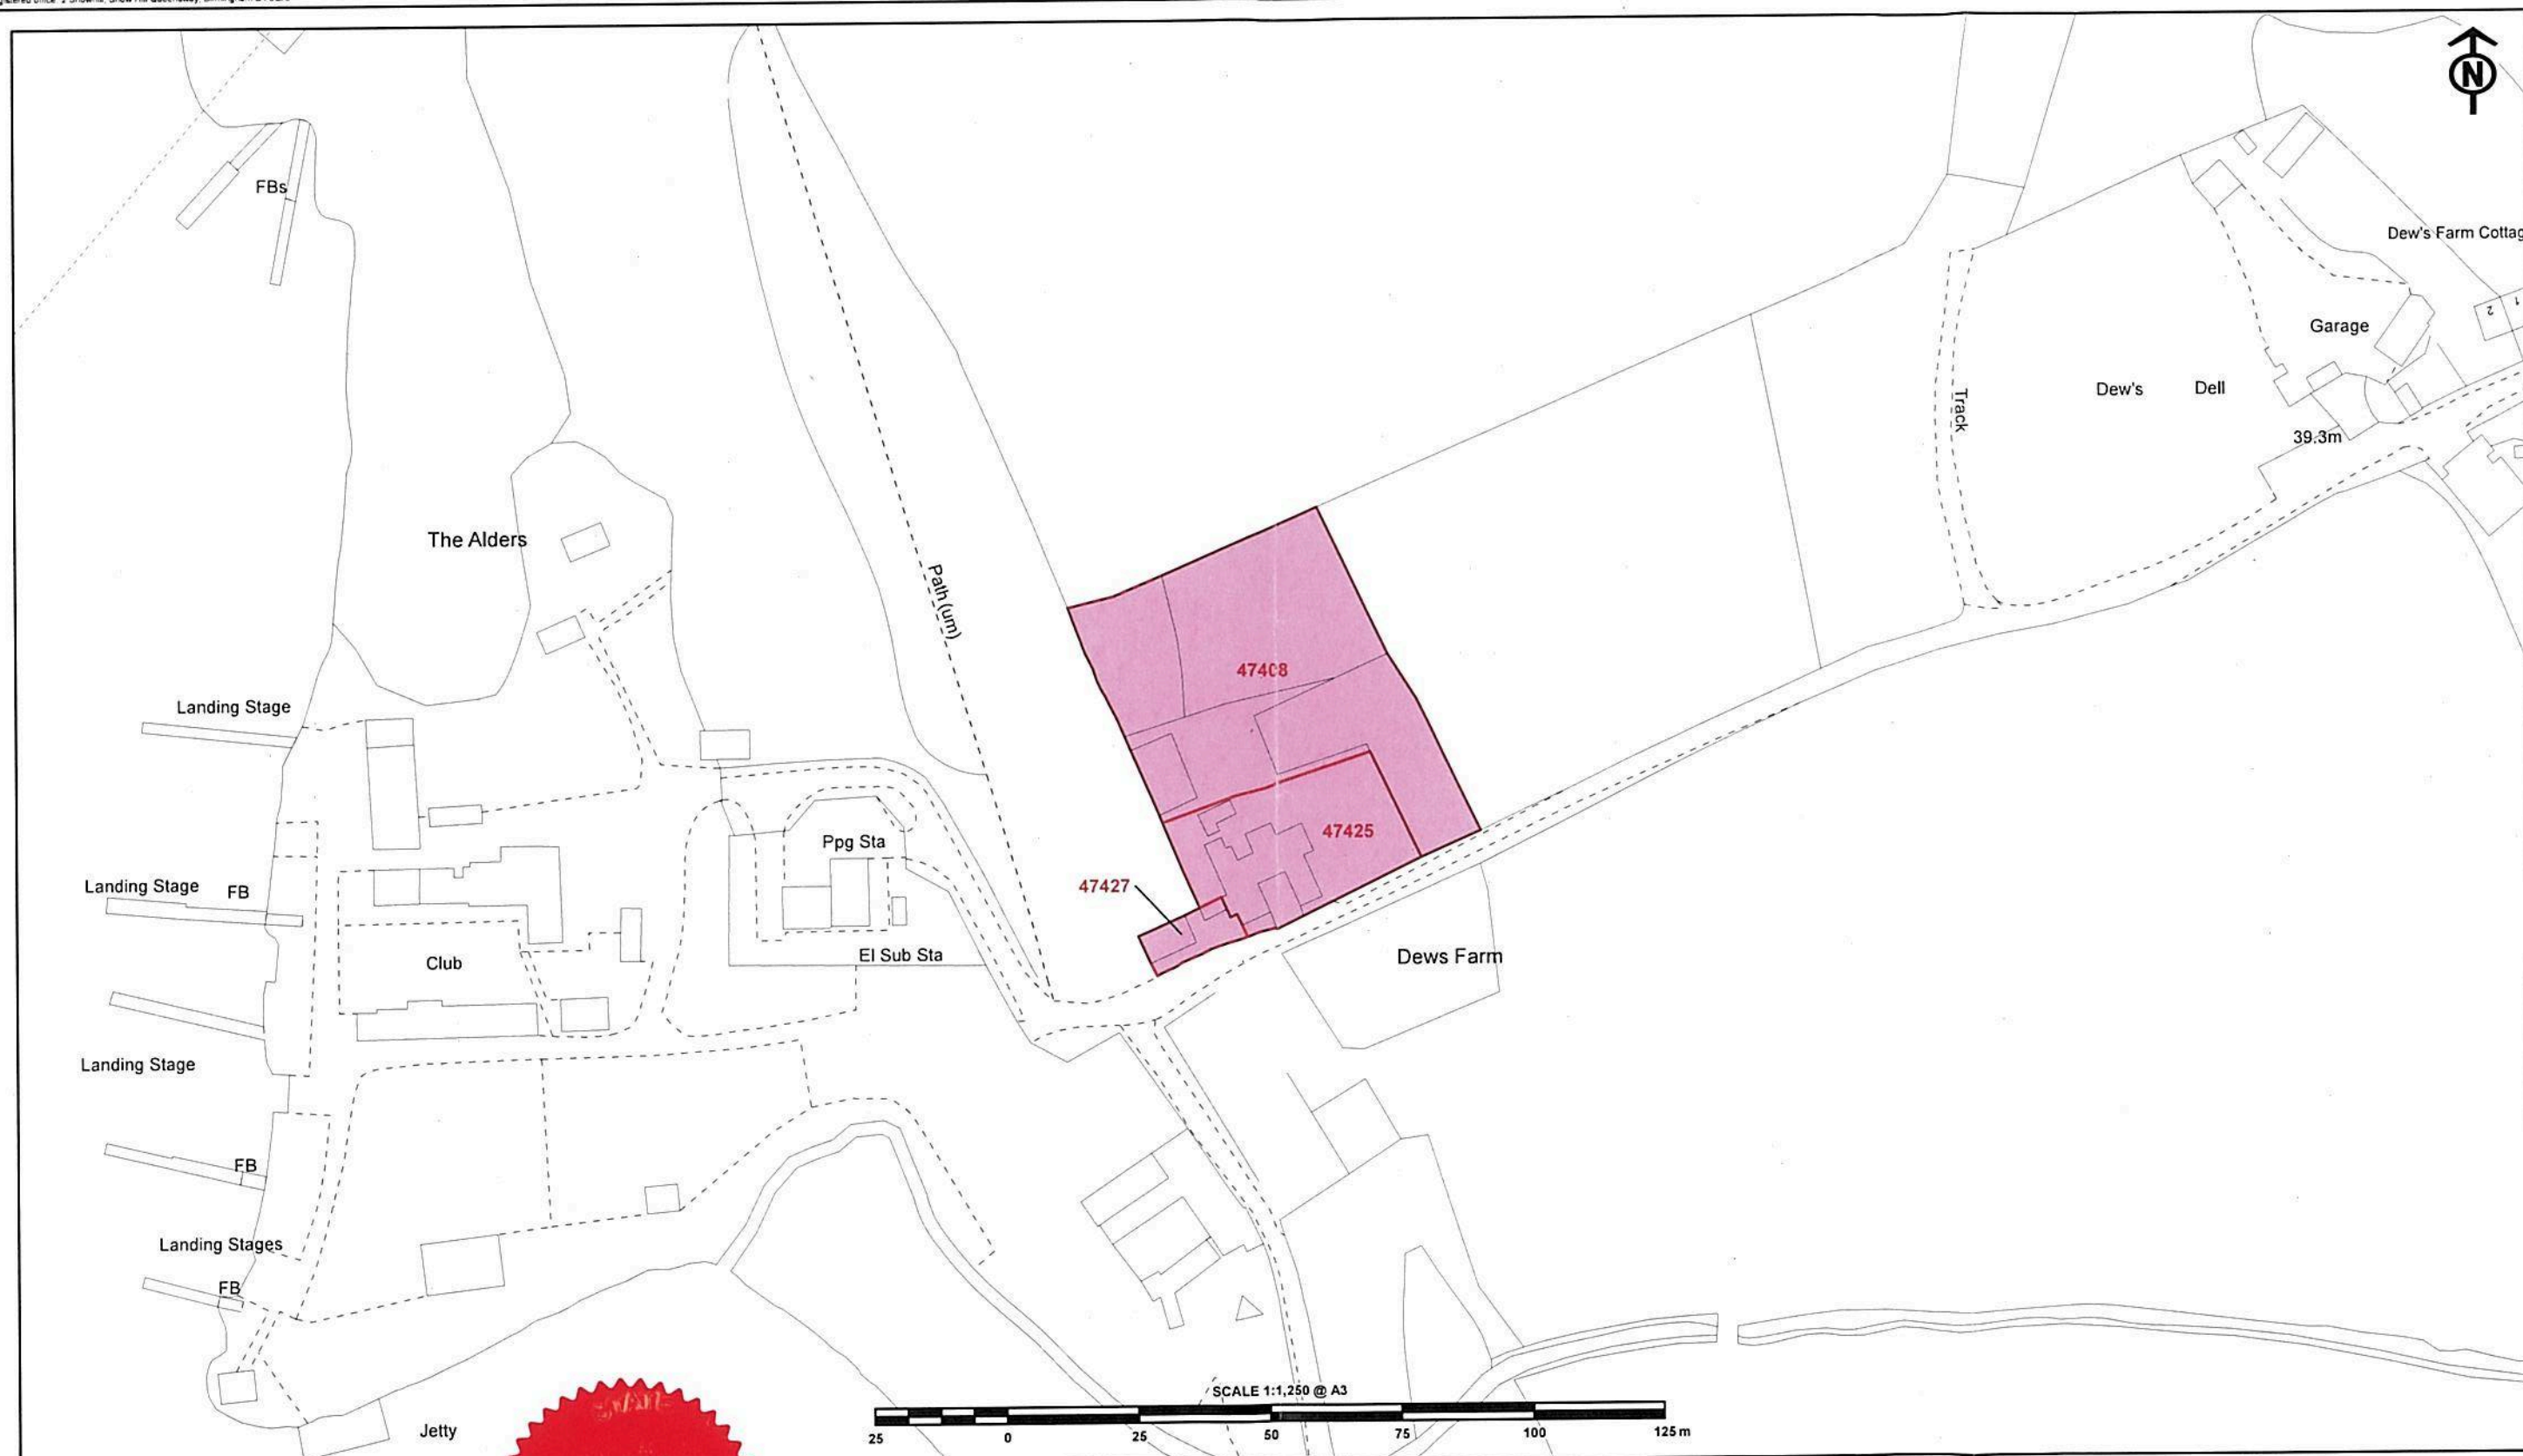 N
FBs
Dew's Farm Cottag
1
2
Garage
Dew's Dell
Track
39.3m
The Alders
Path (um)
47408
Landing Stage
Ppg Sta
47425
47427
Landing Stage
FB
El Sub Sta
Dews Farm
Club
Landing Stage
FB
Landing Stages
FB
SCALE 1:1,250 @ A3
25 0 25 50 75 100 125 m
Jetty